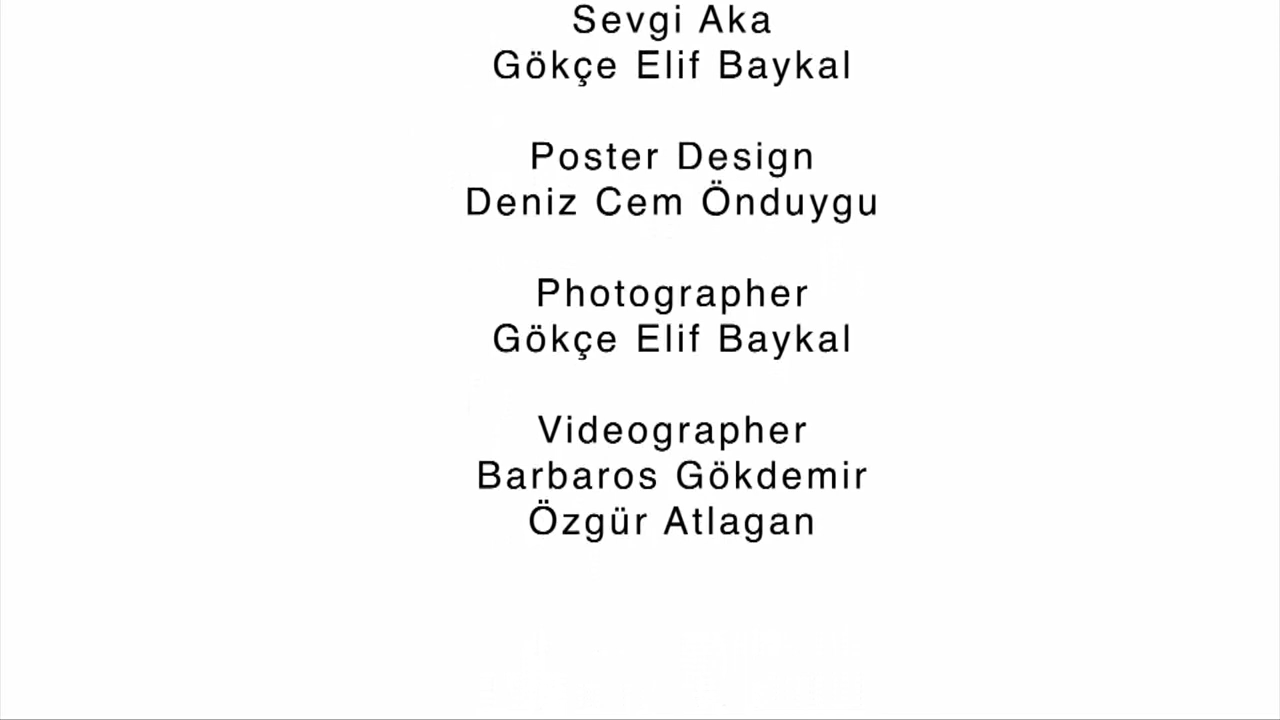 Sevgi Aka
Gökçe Elif Baykal
Poster Design
Deniz Cem Önduygu
Photographer
Gökçe Elif Baykal
Videographer
Barbaros Gökdemir
Özgür Atlagan